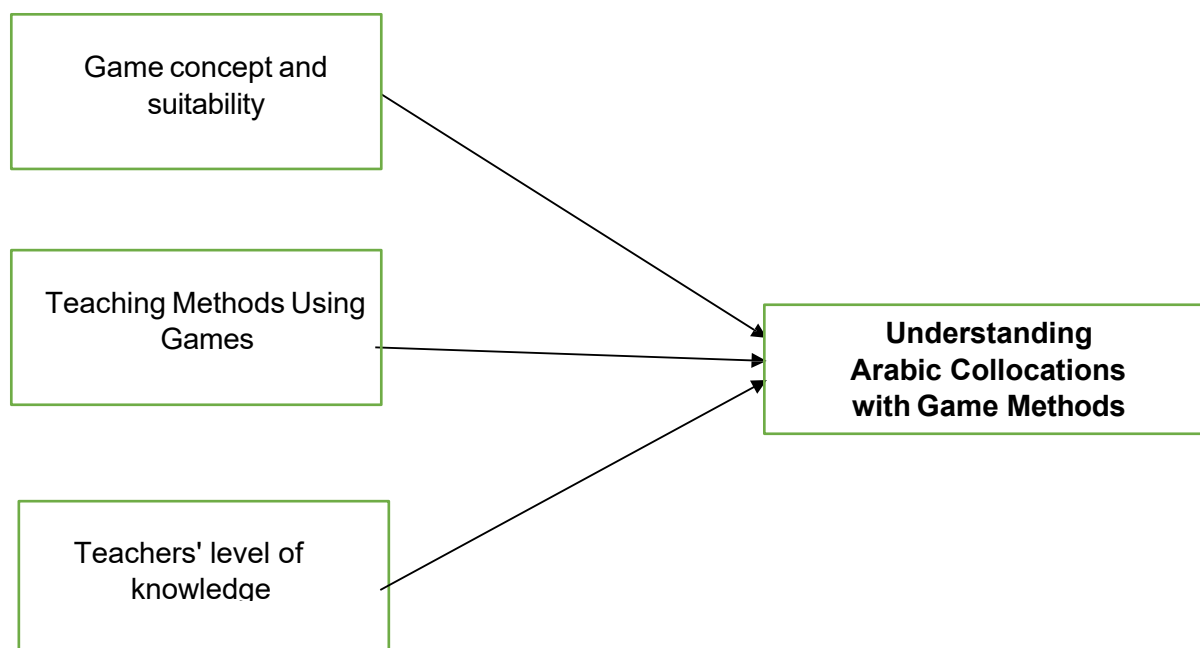 Game concept and
suitability
Teaching Methods Using
Games
Understanding
Arabic Collocations
with Game Methods
Teachers' level of
knowledge